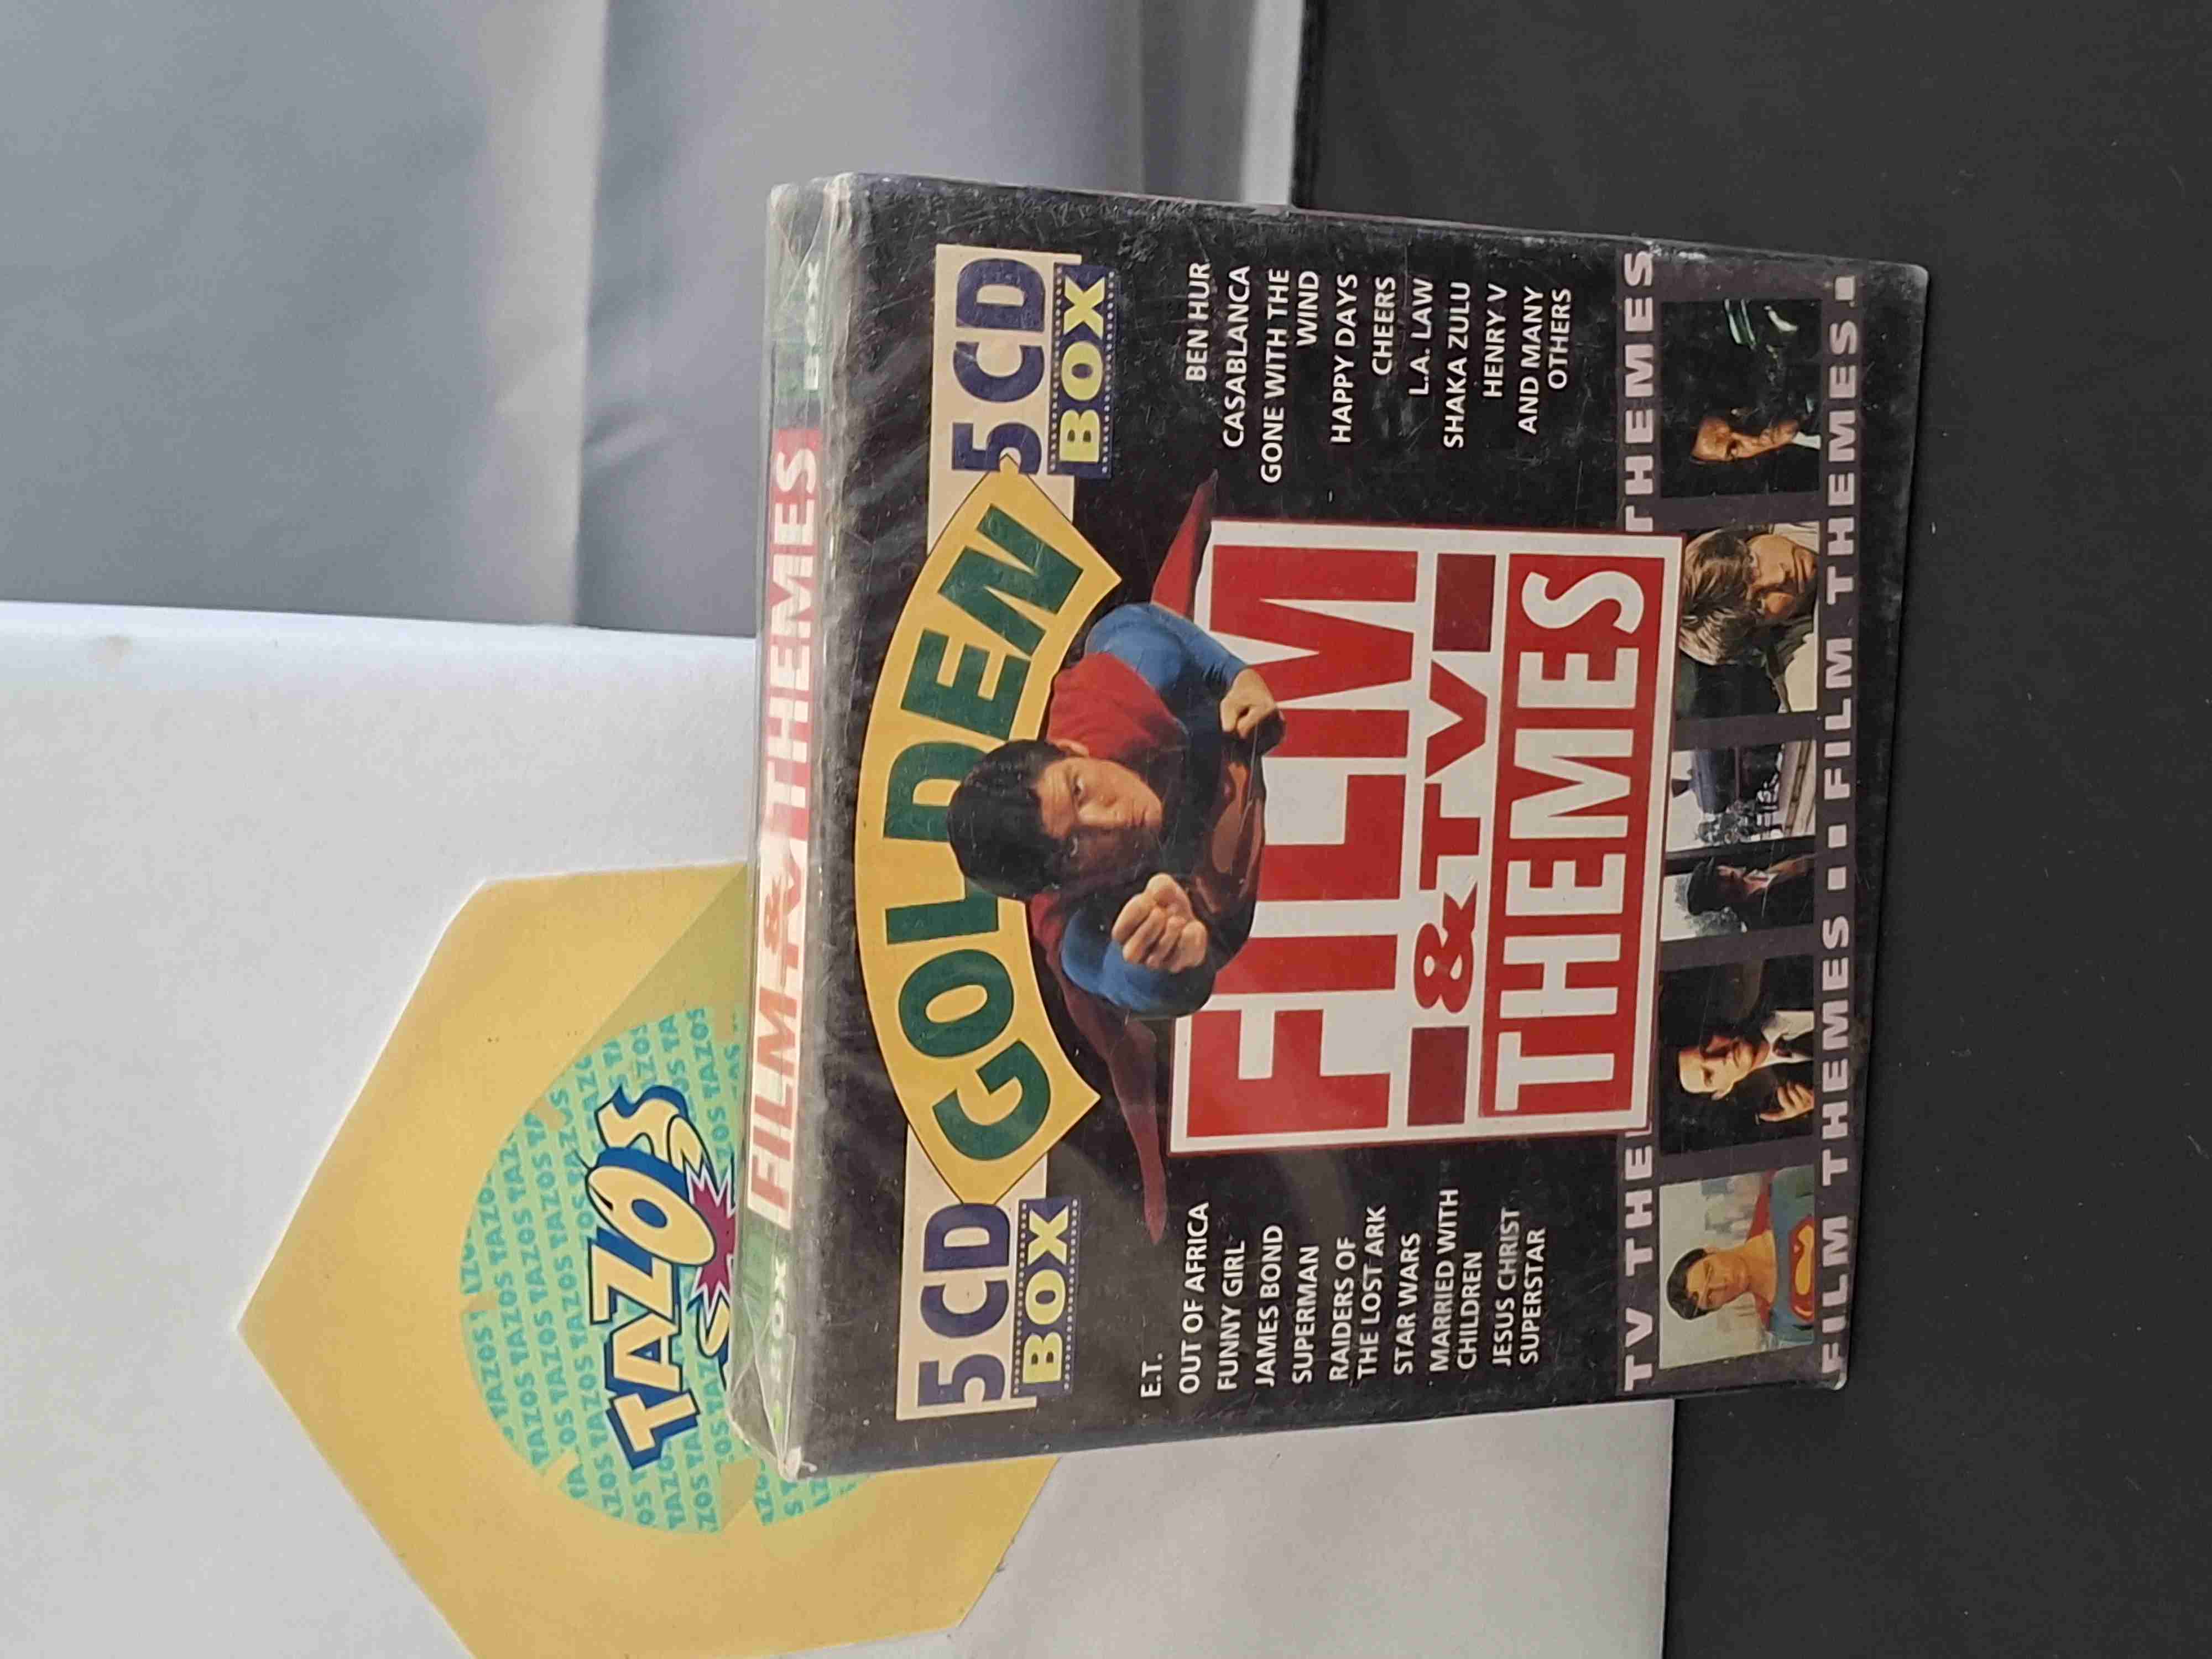 TAZOS
FILM & TV THEMES
5 CD
BOX
GOLDEN
5 CD
BOX
E.T.
OUT OF AFRICA
FUNNY GIRL
JAMES BOND
SUPERMAN
RAIDERS OF
THE LOST ARK
STAR WARS
MARRIED WITH
CHILDREN
JESUS CHRIST
SUPERSTAR
FILM
& TV
THEMES
BEN HUR
CASABLANCA
GONE WITH THE
WIND
HAPPY DAYS
CHEERS
L.A. LAW
SHAKA ZULU
HENRY V
AND MANY
OTHERS
TV THE THEMES
FILM THEMES...FILM THEMES.